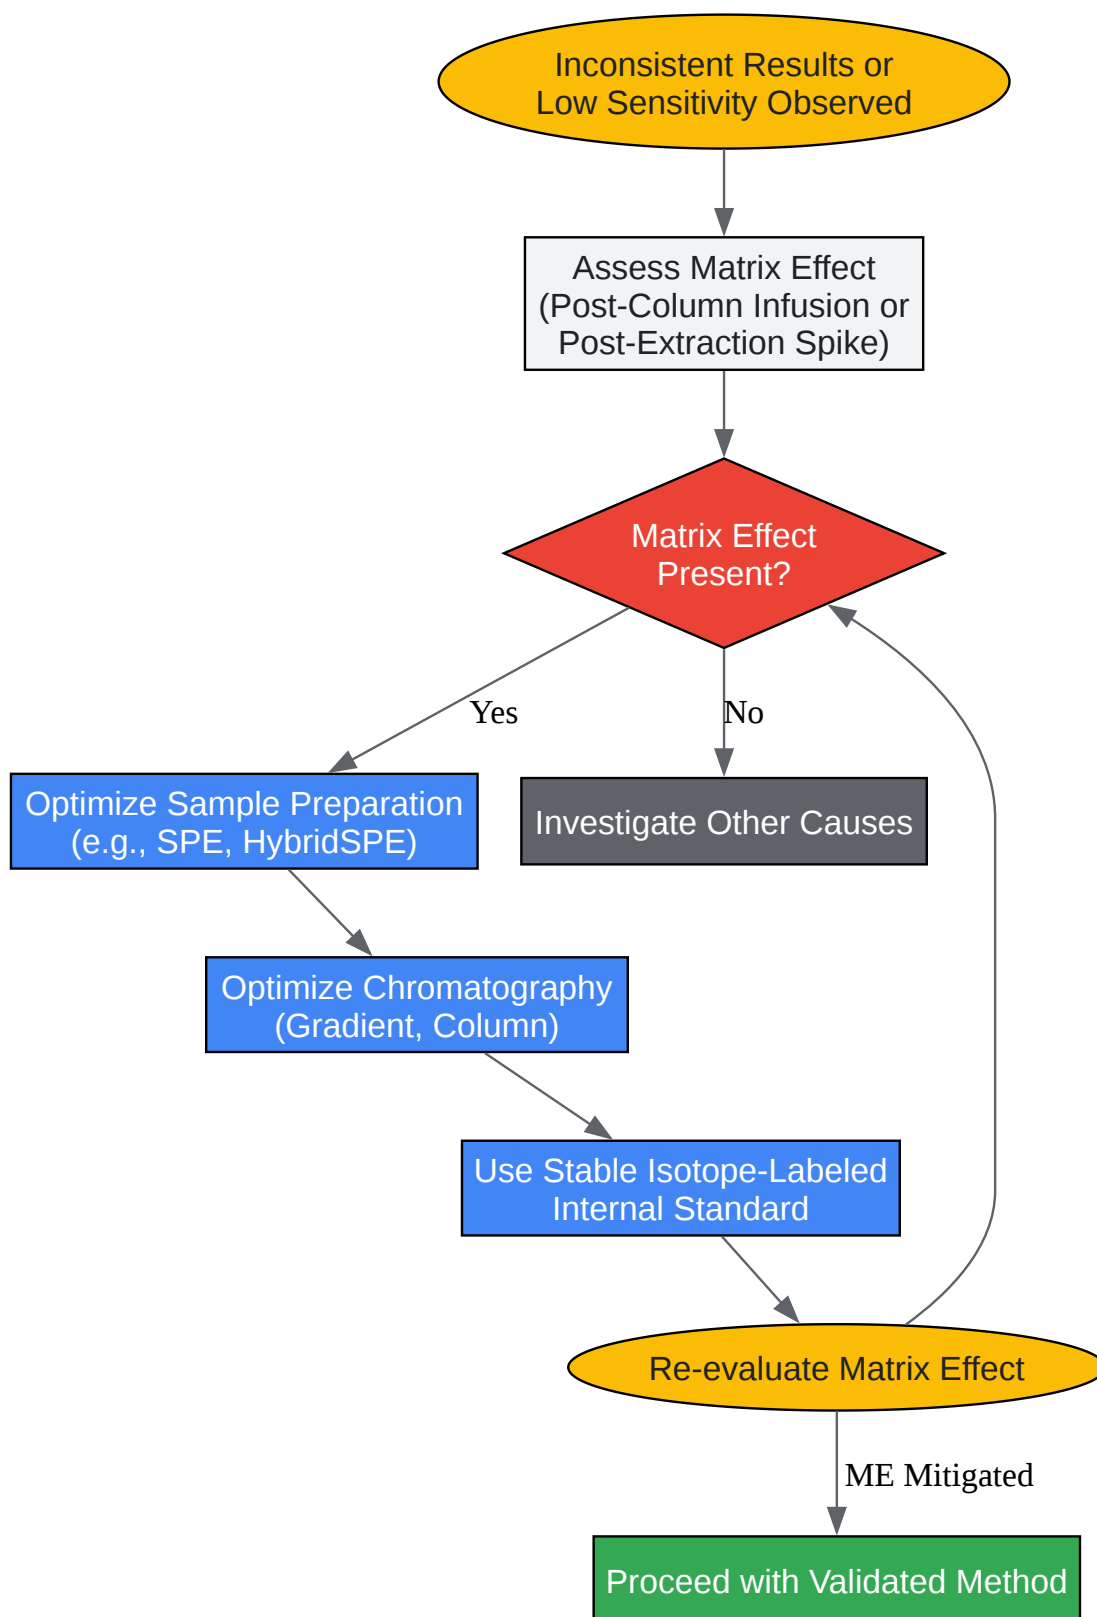 Inconsistent Results or
Low Sensitivity Observed
Assess Matrix Effect
(Post-Column Infusion or
Post-Extraction Spike)
Matrix Effect
Present?
Yes
No
Optimize Sample Preparation
(e.g., SPE, HybridSPE)
Investigate Other Causes
Optimize Chromatography
(Gradient, Column)
Use Stable Isotope-Labeled
Internal Standard
Re-evaluate Matrix Effect
ME Mitigated
Proceed with Validated Method